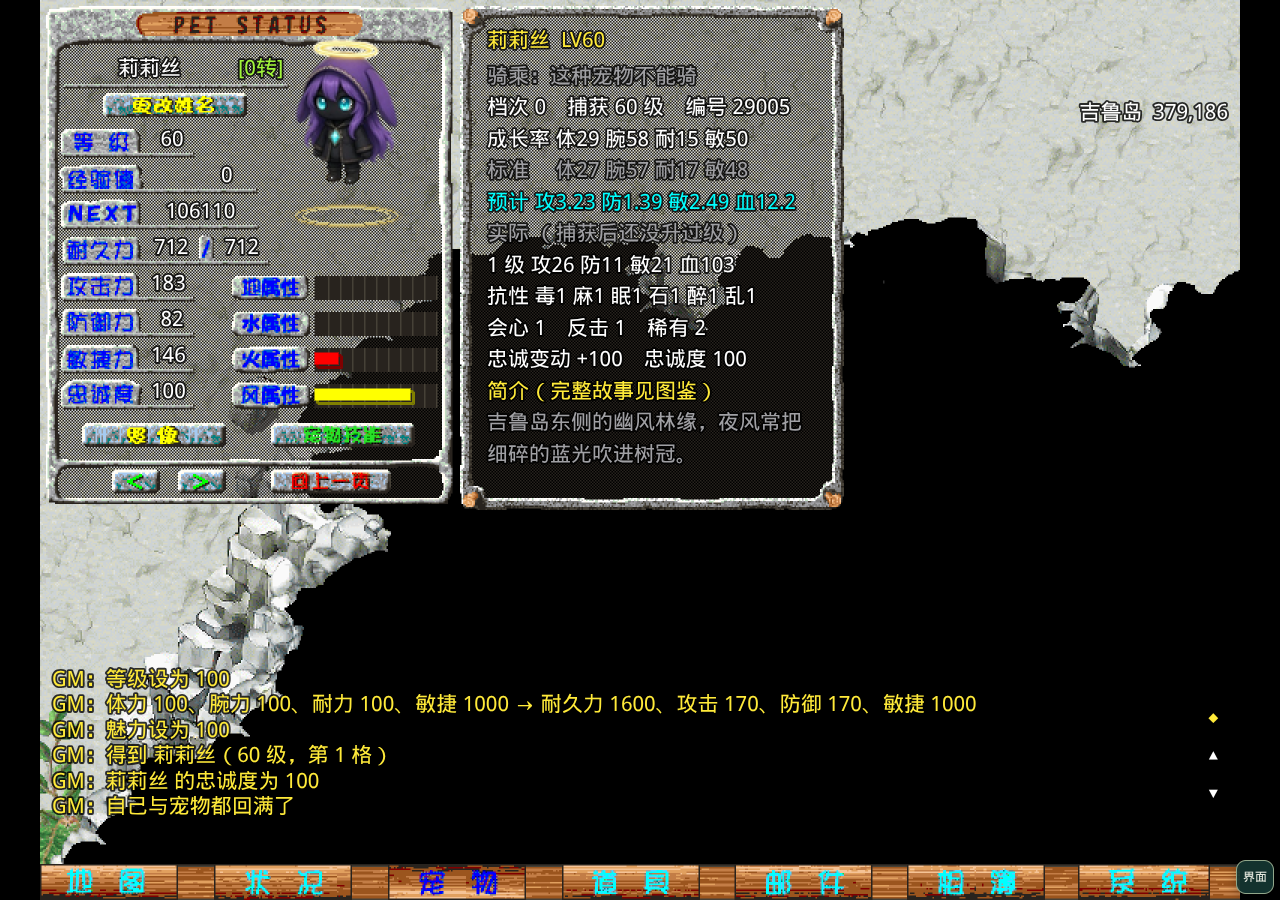 PET STATUS
莉莉丝 [0转]
更改姓名
等级 60
经验值 0
NEXT 106110
耐久力 712 / 712
攻击力 183 地属性
防御力 82 水属性
敏捷力 146 火属性
忠诚度 100 风属性
影像 宠物技能
< > 回上一页
莉莉丝 LV60
骑乘：这种宠物不能骑
档次 0 捕获 60 级 编号 29005
成长率 体29 腕58 耐15 敏50
标准 体27 腕57 耐17 敏48
预计 攻3.23 防1.39 敏2.49 血12.2
实际（捕获后还没升过级）
1 级 攻26 防11 敏21 血103
抗性 毒1 麻1 眠1 石1 醉1 乱1
会心 1 反击 1 稀有 2
忠诚变动 +100 忠诚度 100
简介（完整故事见图鉴）
吉鲁岛东侧的幽风林缘，夜风常把
细碎的蓝光吹进树冠。
吉鲁岛 379,186
GM：等级设为 100
GM：体力 100、腕力 100、耐力 100、敏捷 1000 → 耐久力 1600、攻击 170、防御 170、敏捷 1000
GM：魅力设为 100
GM：得到 莉莉丝（60 级，第 1 格）
GM：莉莉丝 的忠诚度为 100
GM：自己与宠物都回满了
地图 状况 宠物 道具 邮件 相簿 系统
界面